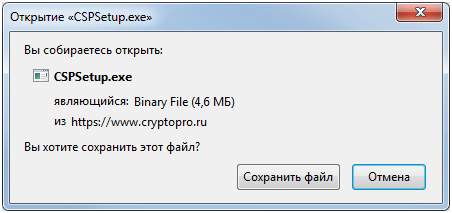 Открытие «CSPSetup.exe»
Вы собираетесь открыть:
CSPSetup.exe
являющийся: Binary File (4,6 МБ)
из https://www.cryptopro.ru
Вы хотите сохранить этот файл?
Сохранить файл Отмена